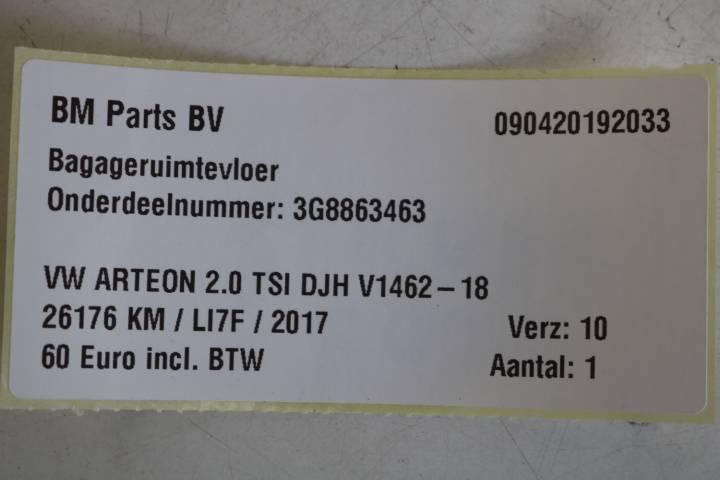 BM Parts BV 090420192033
Bagageruimtevloer
Onderdeelnummer: 3G8863463
VW ARTEON 2.0 TSI DJH V1462-18
26176 KM / LI7F / 2017 Verz: 10
60 Euro incl. BTW Aantal: 1